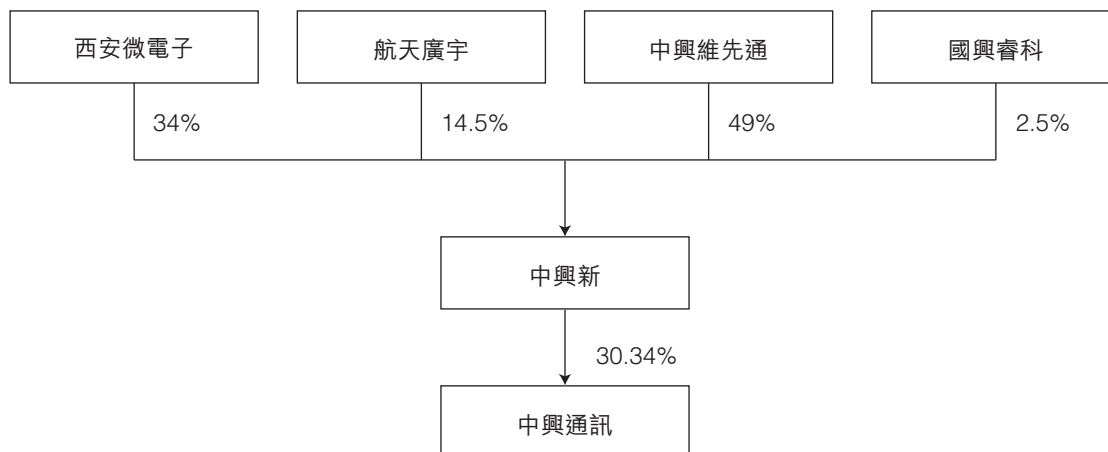 西安微電子
航天廣宇
中興維先通
國興睿科
34%
14.5%
49%
2.5%
中興新
30.34%
中興通訊